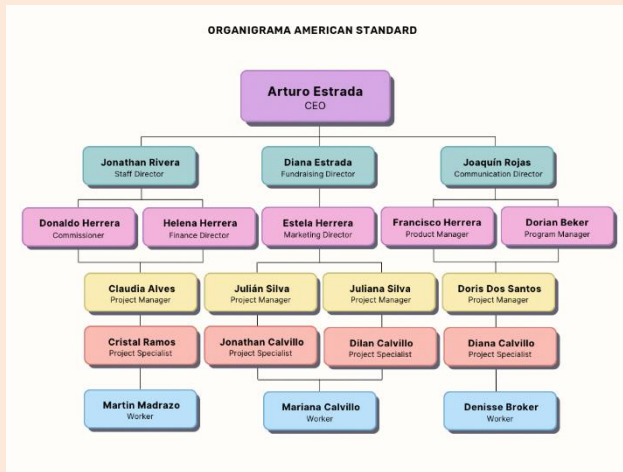 ORGANIGRAMA AMERICAN STANDARD
Arturo Estrada
CEO
Jonathan Rivera
Staff Director
Diana Estrada
Fundraising Director
Joaquín Rojas
Communication Director
Donaldo Herrera
Commissioner
Helena Herrera
Finance Director
Estela Herrera
Marketing Director
Francisco Herrera
Product Manager
Dorian Beker
Program Manager
Claudia Alves
Project Manager
Julián Silva
Project Manager
Juliana Silva
Project Manager
Doris Dos Santos
Project Manager
Cristal Ramos
Project Specialist
Jonathan Calvillo
Project Specialist
Dilan Calvillo
Project Specialist
Diana Calvillo
Project Specialist
Martin Madrazo
Worker
Mariana Calvillo
Worker
Denisse Broker
Worker